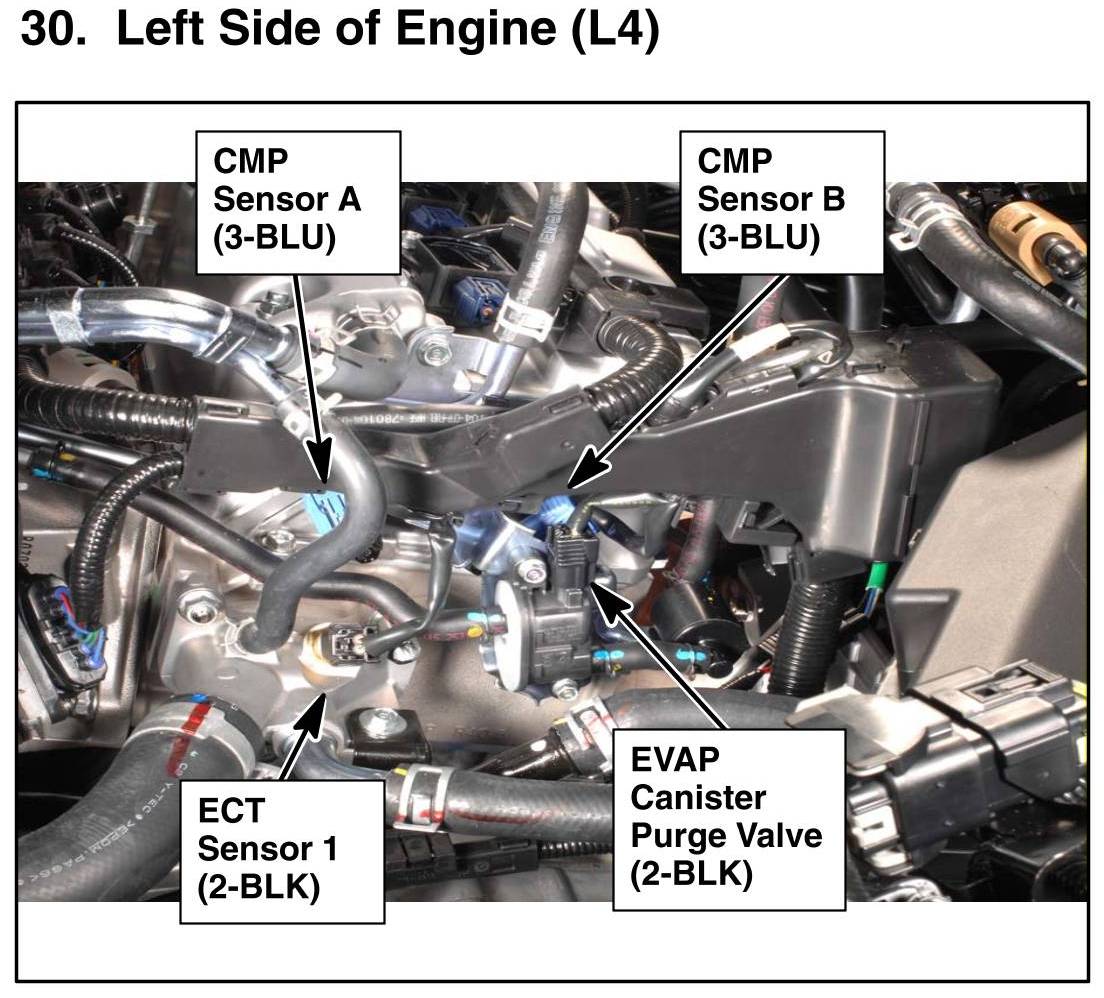 30. Left Side of Engine (L4)
CMP
Sensor A
(3-BLU)
CMP
Sensor B
(3-BLU)
ECT
Sensor 1
(2-BLK)
EVAP
Canister
Purge Valve
(2-BLK)